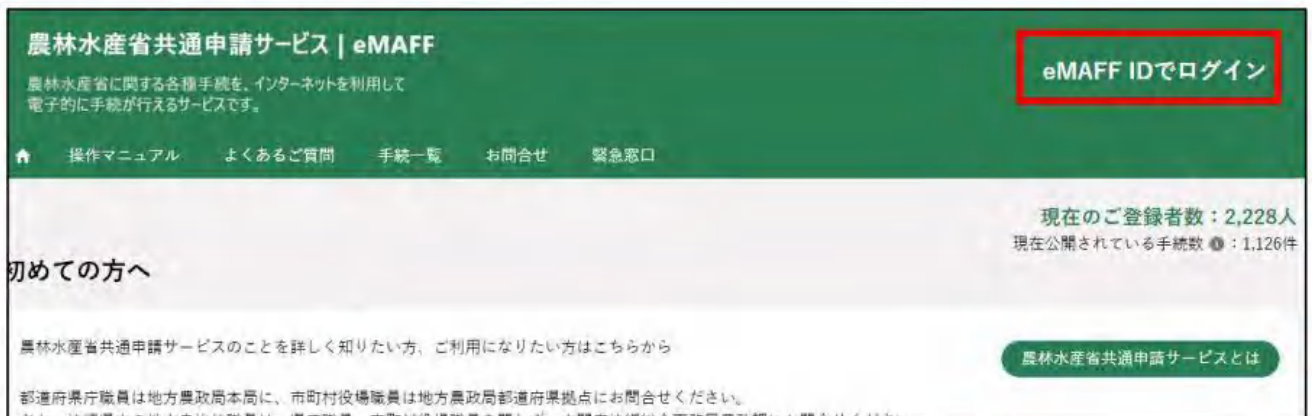 農林水産省共通申請サービス | eMAFF
農林水産省に関する各種手続を、インターネットを利用して
電子的に手続が行えるサービスです。
eMAFF IDでログイン
操作マニュアル よくあるご質問 手続一覧 お問合せ 緊急窓口
現在のご登録者数：2,228人
現在公開されている手続数 ：1,126件
初めての方へ
農林水産省共通申請サービスのことを詳しく知りたい方、ご利用になりたい方はこちらから
農林水産省共通申請サービスとは
都道府県庁職員は地方農政局本局に、市町村役場職員は地方農政局都道府県拠点にお問合せください。